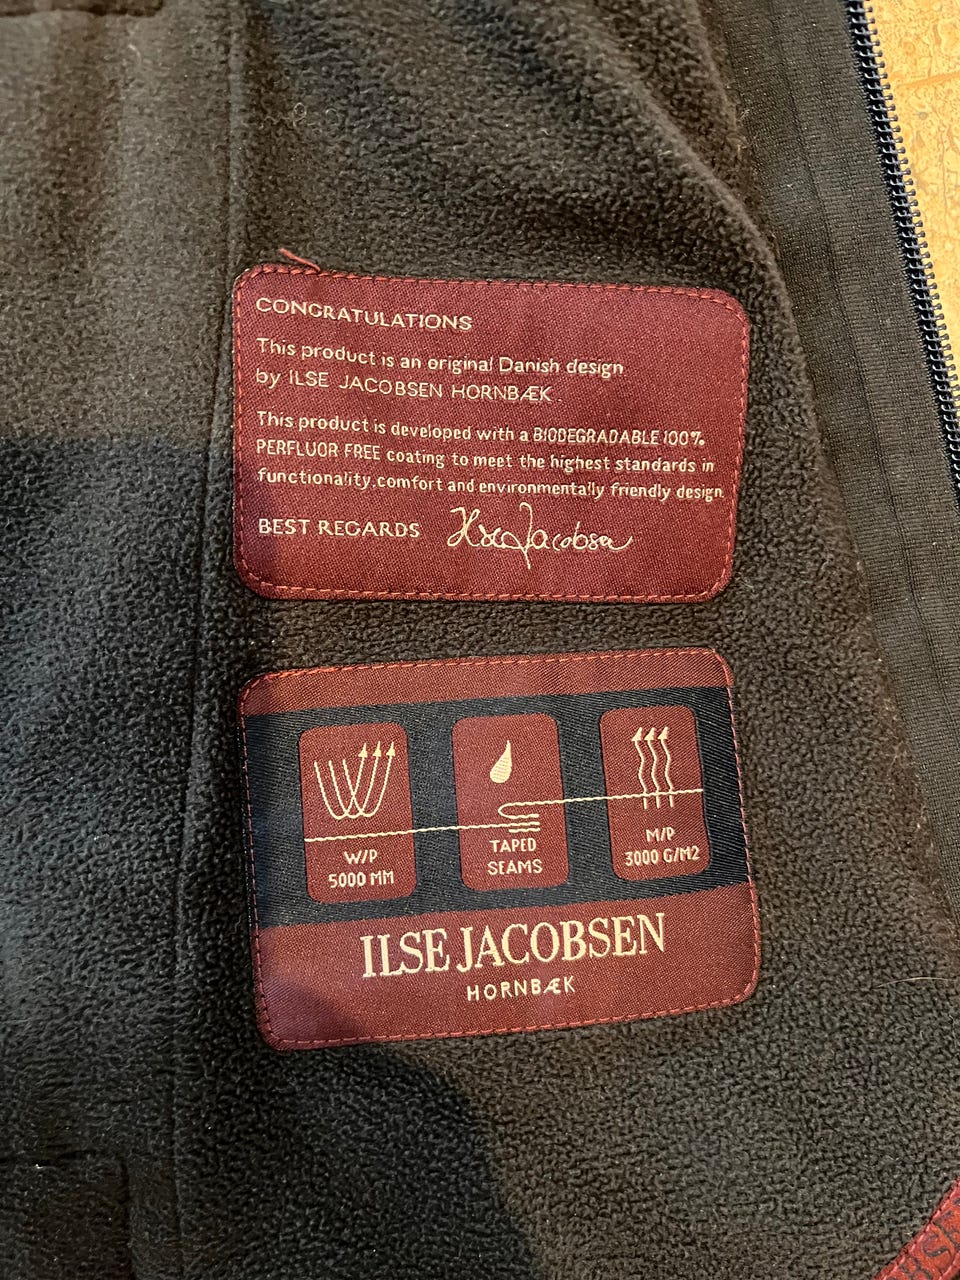 CONGRATULATIONS
This product is an original Danish design
by ILSE JACOBSEN HORNBÆK.
This product is developed with a BIODEGRADABLE 100%
PERFLUOR FREE coating to meet the highest standards in
functionality, comfort and environmentally friendly design.
BEST REGARDS Ilse Jacobsen
W/P
5000 MM
TAPED
SEAMS
M/P
3000 G/M2
ILSE JACOBSEN
HORNBÆK